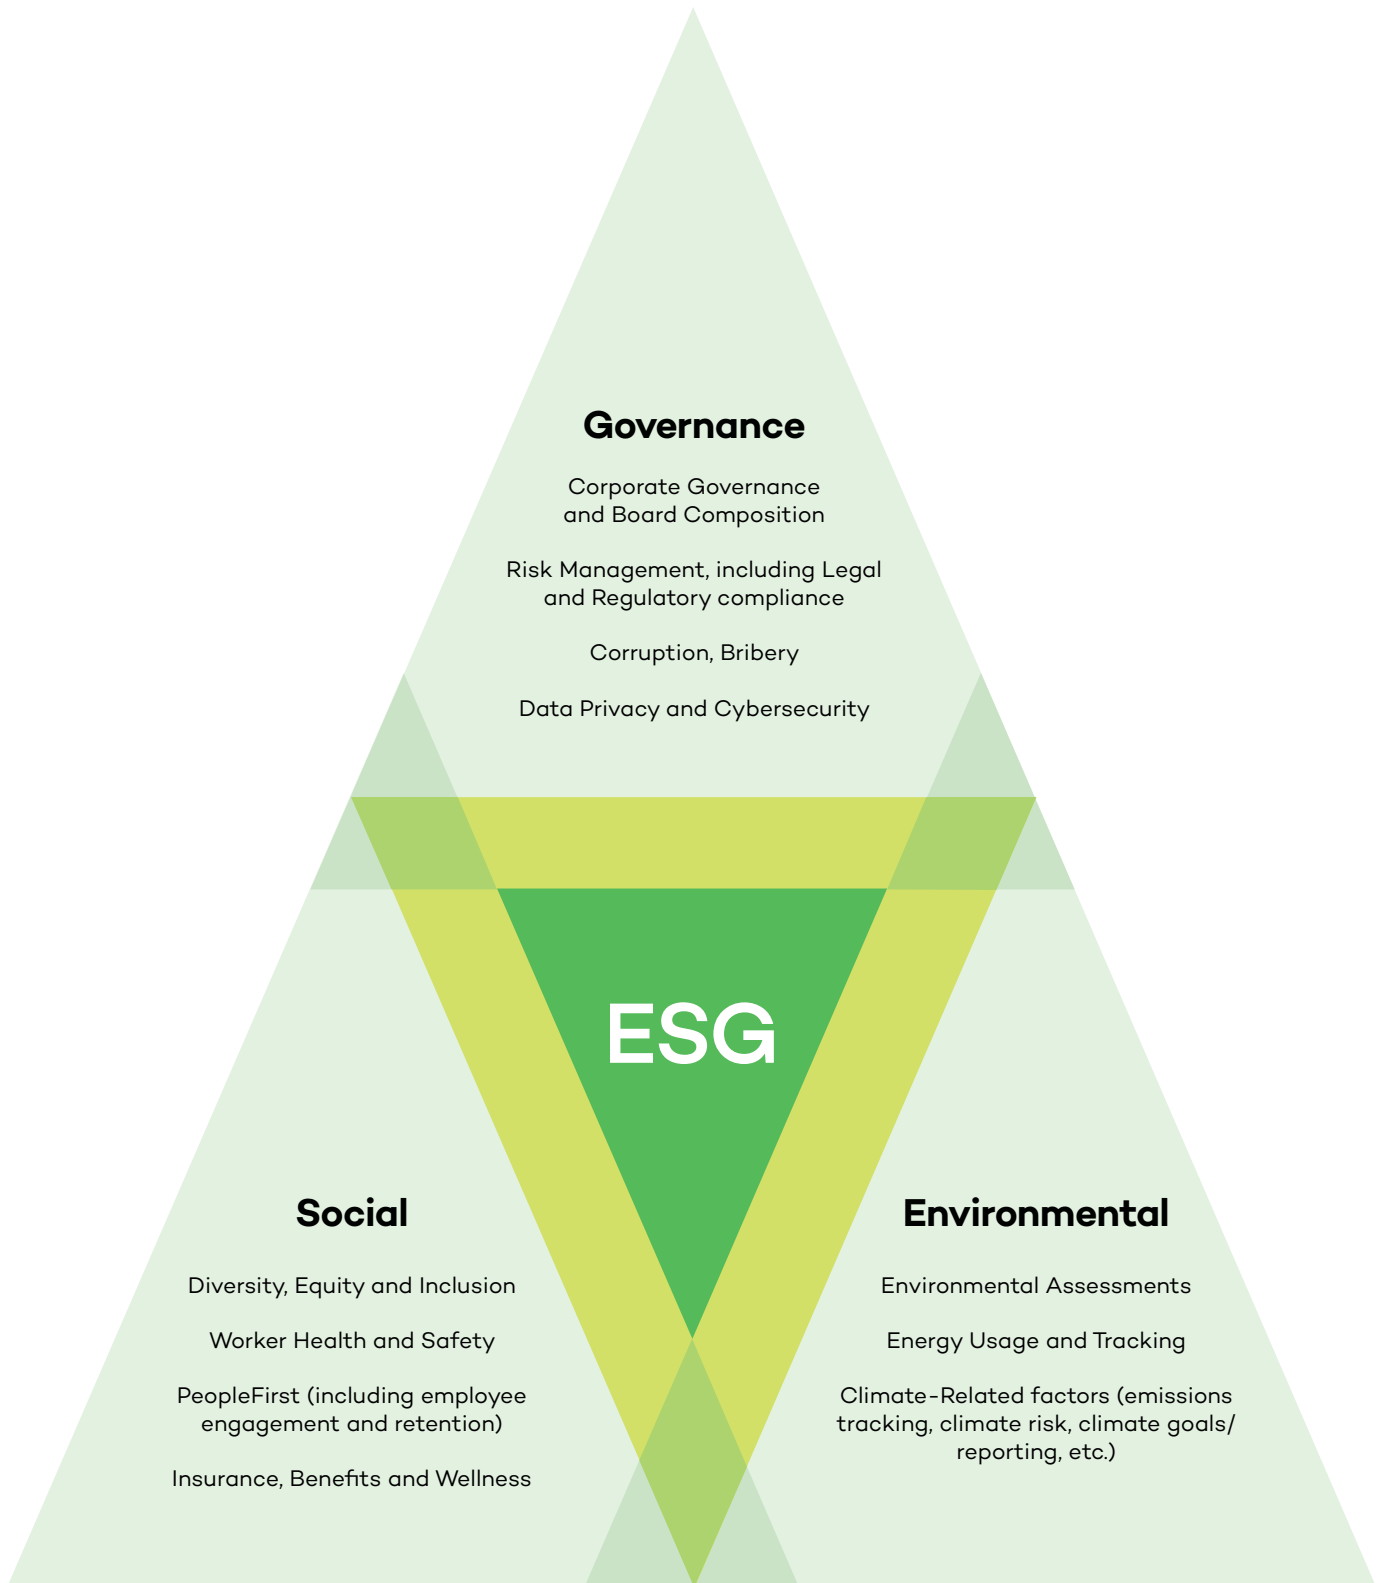 Governance
Corporate Governance
and Board Composition
Risk Management, including Legal
and Regulatory compliance
Corruption, Bribery
Data Privacy and Cybersecurity
ESG
Social
Diversity, Equity and Inclusion
Worker Health and Safety
PeopleFirst (including employee
engagement and retention)
Insurance, Benefits and Wellness
Environmental
Environmental Assessments
Energy Usage and Tracking
Climate-Related factors (emissions
tracking, climate risk, climate goals/
reporting, etc.)